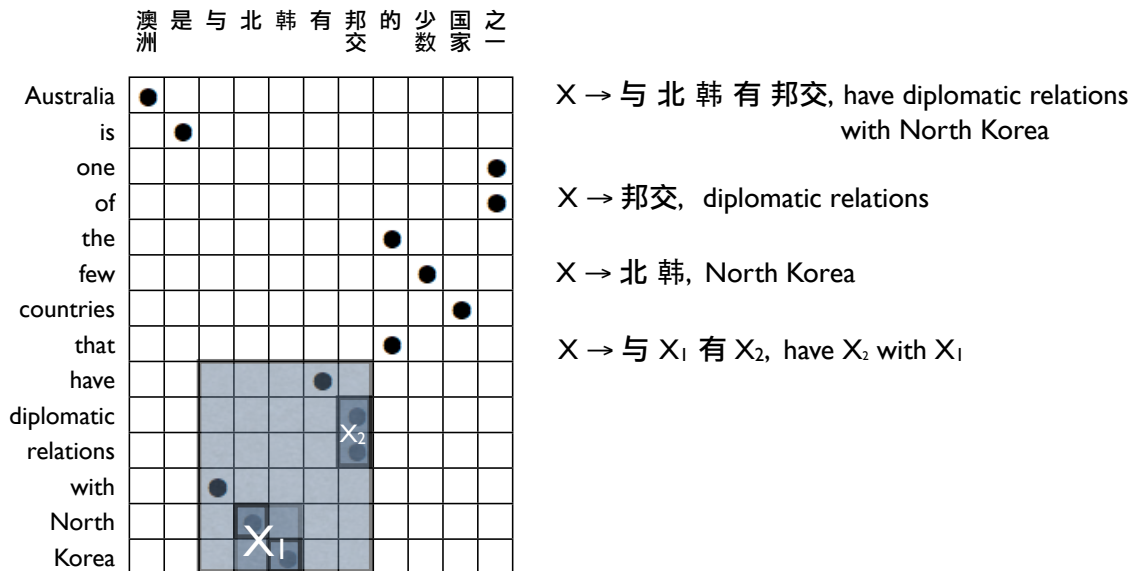 澳洲 是 与 北 韩 有 邦交 的 少数 国家 之一
Australia
is
one
of
the
few
countries
that
have
diplomatic
relations
with
North
Korea
X₂
X₁
X → 与 北 韩 有 邦交, have diplomatic relations
with North Korea
X → 邦交, diplomatic relations
X → 北 韩, North Korea
X → 与 X₁ 有 X₂, have X₂ with X₁